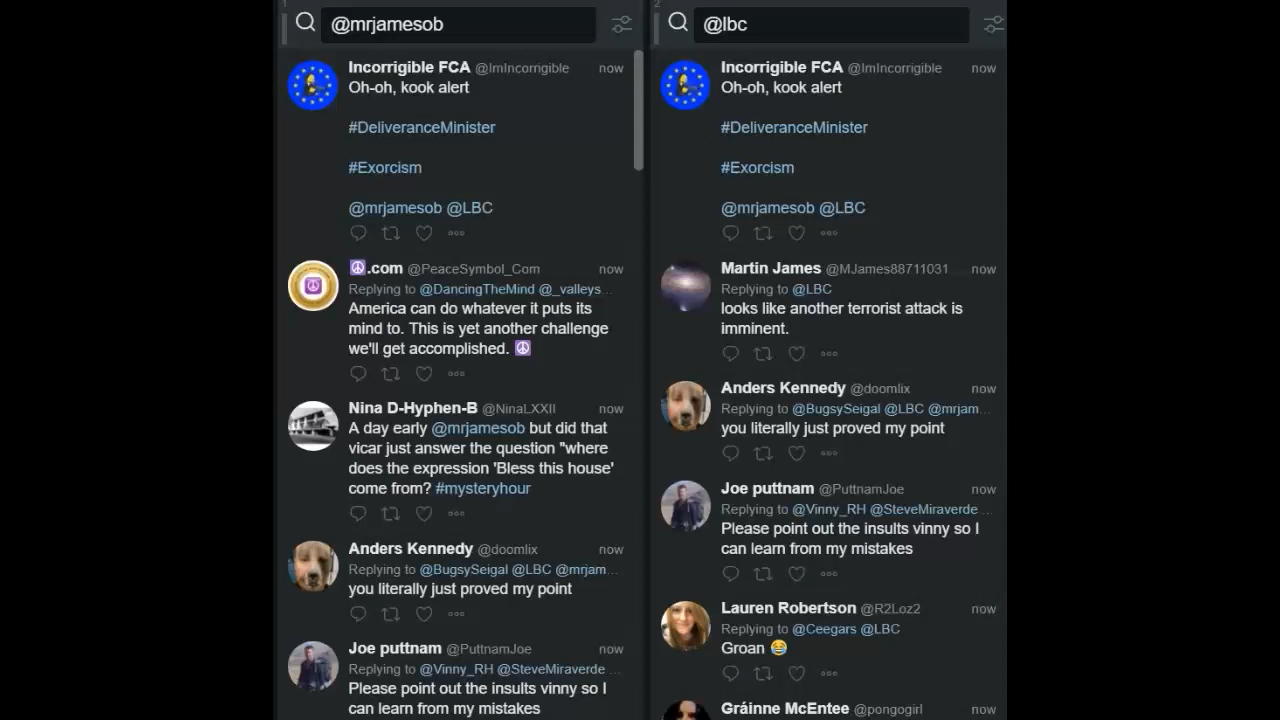 1
@mrjamesob
Incorrigible FCA @ImIncorrigible now
Oh-oh, kook alert
#DeliveranceMinister
#Exorcism
@mrjamesob @LBC
.com @PeaceSymbol_Com now
Replying to @DancingTheMind @_valleys...
America can do whatever it puts its
mind to. This is yet another challenge
we'll get accomplished.
Nina D-Hyphen-B @NinaLXXII now
A day early @mrjamesob but did that
vicar just answer the question "where
does the expression 'Bless this house'
come from? #mysteryhour
Anders Kennedy @doomlix now
Replying to @BugsySeigal @LBC @mrjam...
you literally just proved my point
Joe puttnam @PuttnamJoe now
Replying to @Vinny_RH @SteveMiraverde ...
Please point out the insults vinny so I
can learn from my mistakes
2
@lbc
Incorrigible FCA @ImIncorrigible now
Oh-oh, kook alert
#DeliveranceMinister
#Exorcism
@mrjamesob @LBC
Martin James @MJames88711031 now
Replying to @LBC
looks like another terrorist attack is
imminent.
Anders Kennedy @doomlix now
Replying to @BugsySeigal @LBC @mrjam...
you literally just proved my point
Joe puttnam @PuttnamJoe now
Replying to @Vinny_RH @SteveMiraverde ...
Please point out the insults vinny so I
can learn from my mistakes
Lauren Robertson @R2Loz2 now
Replying to @Ceegars @LBC
Groan 😂
Gráinne McEntee @pongogirl now